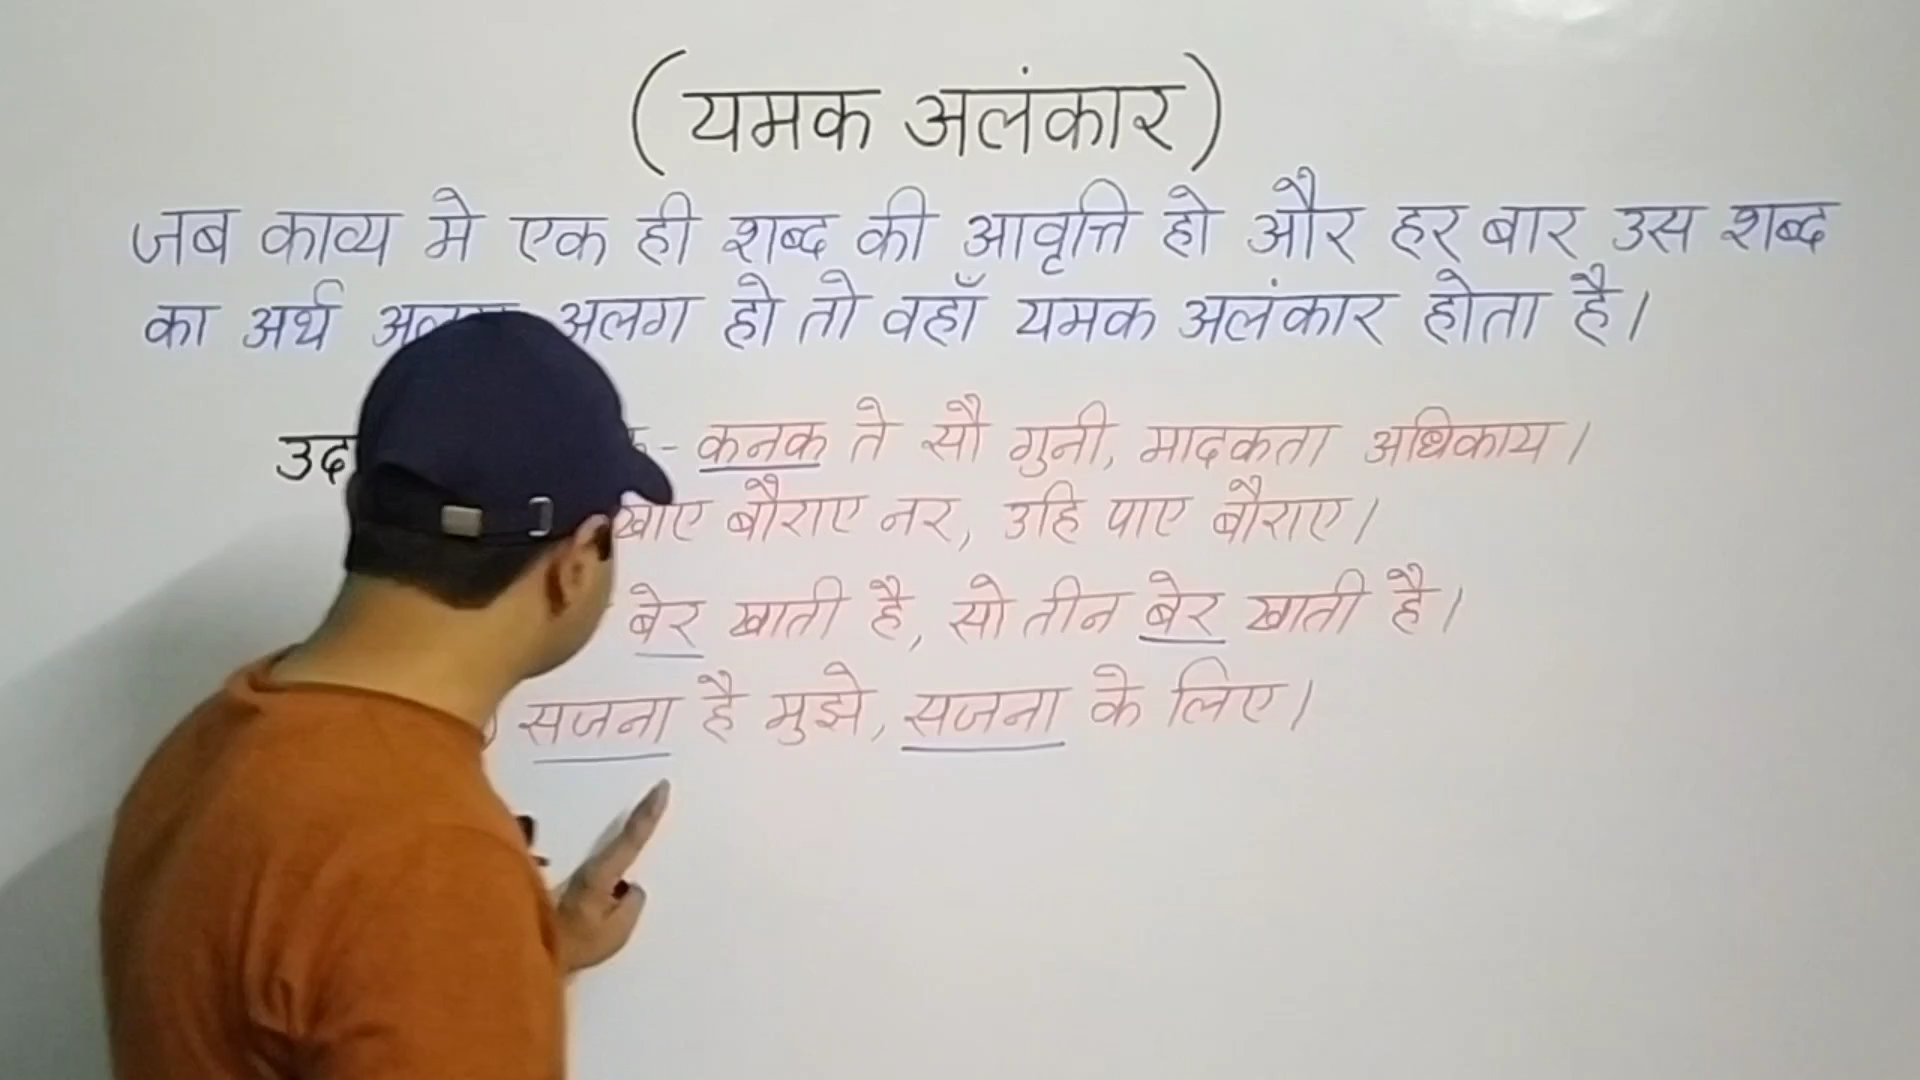 (यमक अलंकार)
जब काव्य मे एक ही शब्द की आवृत्ति हो और हर बार उस शब्द
का अर्थ अलग हो तो वहाँ यमक अलंकार होता है।
- कनक ते सौ गुनी, मादकता अधिकाय।
खाए बौराए नर, उहि पाए बौराए।
बेर खाती है, सो तीन बेर खाती है।
सजना है मुझे, सजना के लिए।